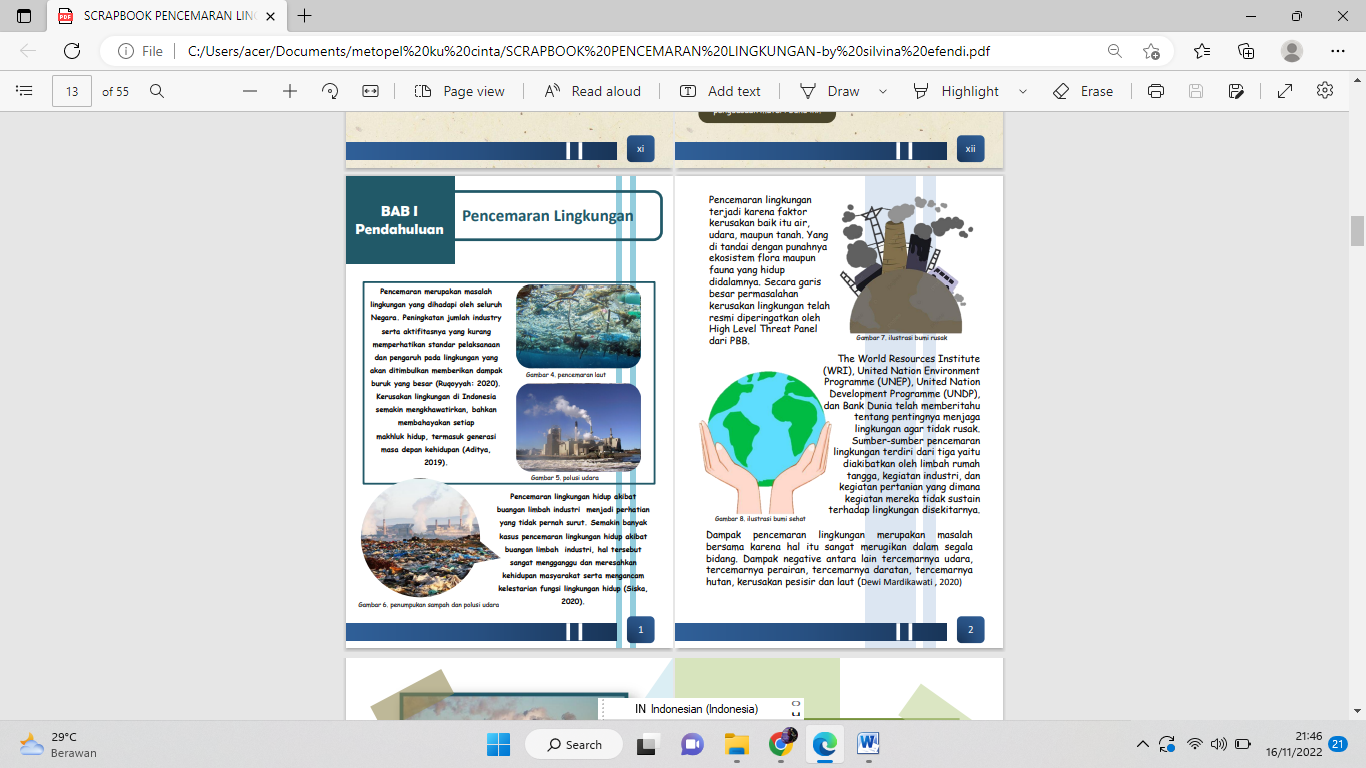 SCRAPBOOK PENCEMARAN LIN
File
C:/Users/acer/Documents/metopel%20ku%20cinta/SCRAPBOOK%20PENCEMARAN%20LINGKUNGAN-by%20silvina%20efendi.pdf
13 of 55
Page view
Read aloud
Add text
Draw
Highlight
Erase
xi
xii
BAB I
Pendahuluan
Pencemaran Lingkungan
Pencemaran merupakan masalah
lingkungan yang dihadapi oleh seluruh
Negara. Peningkatan jumlah industry
serta aktifitasnya yang kurang
memperhatikan standar pelaksanaan
dan pengaruh pada lingkungan yang
akan ditimbulkan memberikan dampak
buruk yang besar (Ruqoyyah: 2020).
Kerusakan lingkungan di Indonesia
semakin mengkhawatirkan, bahkan
membahayakan setiap
makhluk hidup, termasuk generasi
masa depan kehidupan (Aditya,
2019).
Gambar 4. pencemaran laut
Gambar 5. polusi udara
Pencemaran lingkungan hidup akibat
buangan limbah industri menjadi perhatian
yang tidak pernah surut. Semakin banyak
kasus pencemaran lingkungan hidup akibat
buangan limbah industri, hal tersebut
sangat mengganggu dan meresahkan
kehidupan masyarakat serta mengancam
kelestarian fungsi lingkungan hidup (Siska,
2020).
Gambar 6. penumpukan sampah dan polusi udara
1
Pencemaran lingkungan
terjadi karena faktor
kerusakan baik itu air,
udara, maupun tanah. Yang
di tandai dengan punahnya
ekosistem flora maupun
fauna yang hidup
didalamnya. Secara garis
besar permasalahan
kerusakan lingkungan telah
resmi diperingatkan oleh
High Level Threat Panel
dari PBB.
Gambar 7. ilustrasi bumi rusak
The World Resources Institute
(WRI), United Nation Environment
Programme (UNEP), United Nation
Development Programme (UNDP),
dan Bank Dunia telah memberitahu
tentang pentingnya menjaga
lingkungan agar tidak rusak.
Sumber-sumber pencemaran
lingkungan terdiri dari tiga yaitu
diakibatkan oleh limbah rumah
tangga, kegiatan industri, dan
kegiatan pertanian yang dimana
kegiatan mereka tidak sustain
terhadap lingkungan disekitarnya.
Gambar 8. ilustrasi bumi sehat
Dampak pencemaran lingkungan merupakan masalah
bersama karena hal itu sangat merugikan dalam segala
bidang. Dampak negative antara lain tercemarnya udara,
tercemarnya perairan, tercemarnya daratan, tercemarnya
hutan, kerusakan pesisir dan laut (Dewi Mardikawati , 2020)
2
IN Indonesian (Indonesia)
29°C
Berawan
Search
21:46
16/11/2022
21